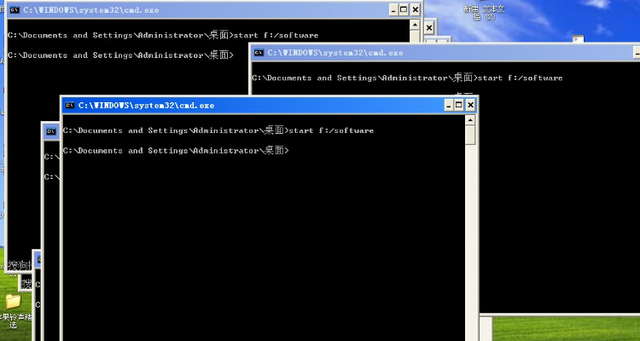 C:\WINDOWS\system32\cmd.exe
C:\Documents and Settings\Administrator\桌面>start f:/software
C:\Documents and Settings\Administrator\桌面>
C:\WINDOWS\system32\cmd.exe
C:\Documents and Settings\Administrator\桌面>start f:/software
C:\WINDOWS\system32\cmd.exe
C:\Documents and Settings\Administrator\桌面>start f:/software
C:\Documents and Settings\Administrator\桌面>
C:\
C:\